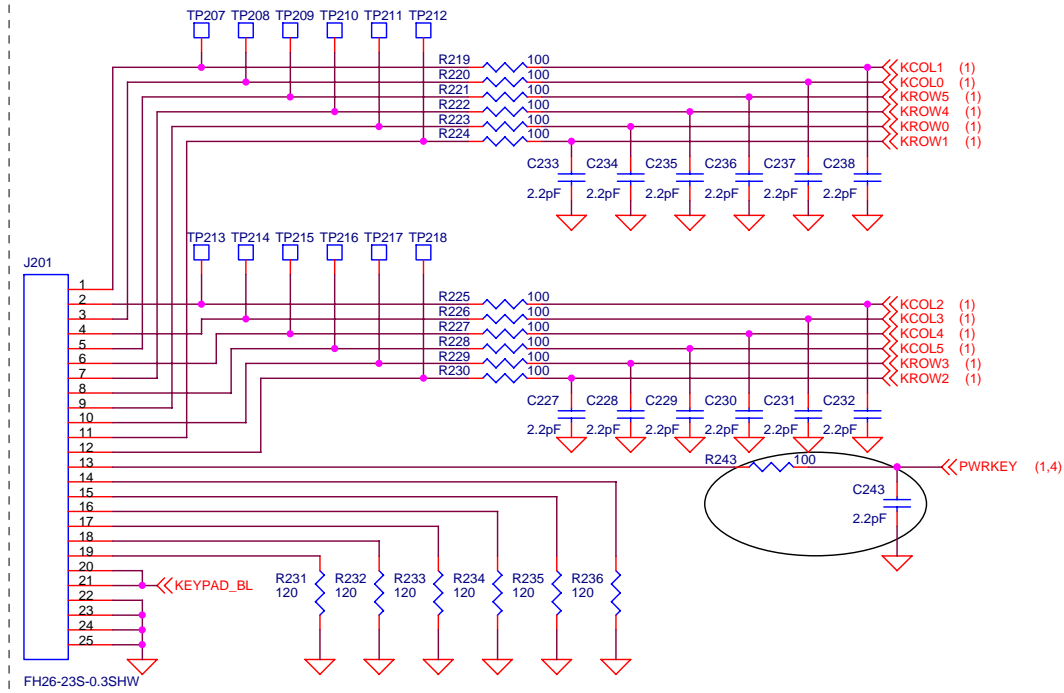 TP207 TP208 TP209 TP210 TP211 TP212
R219 100 KCOL1 (1)
R220 100 KCOL0 (1)
R221 100 KROW5 (1)
R222 100 KROW4 (1)
R223 100 KROW0 (1)
R224 100 KROW1 (1)
C233 C234 C235 C236 C237 C238
2.2pF 2.2pF 2.2pF 2.2pF 2.2pF 2.2pF
TP213 TP214 TP215 TP216 TP217 TP218
J201
1
R225 100 KCOL2 (1)
2
R226 100 KCOL3 (1)
3
R227 100 KCOL4 (1)
4
R228 100 KCOL5 (1)
5
R229 100 KROW3 (1)
6
R230 100 KROW2 (1)
7
8
C227 C228 C229 C230 C231 C232
9
2.2pF 2.2pF 2.2pF 2.2pF 2.2pF 2.2pF
10
11
12
R243 100 PWRKEY (1,4)
13
14
C243
15
2.2pF
16
17
18
19
20
R231 R232 R233 R234 R235 R236
21 KEYPAD_BL
120 120 120 120 120 120
22
23
24
25
FH26-23S-0.3SHW